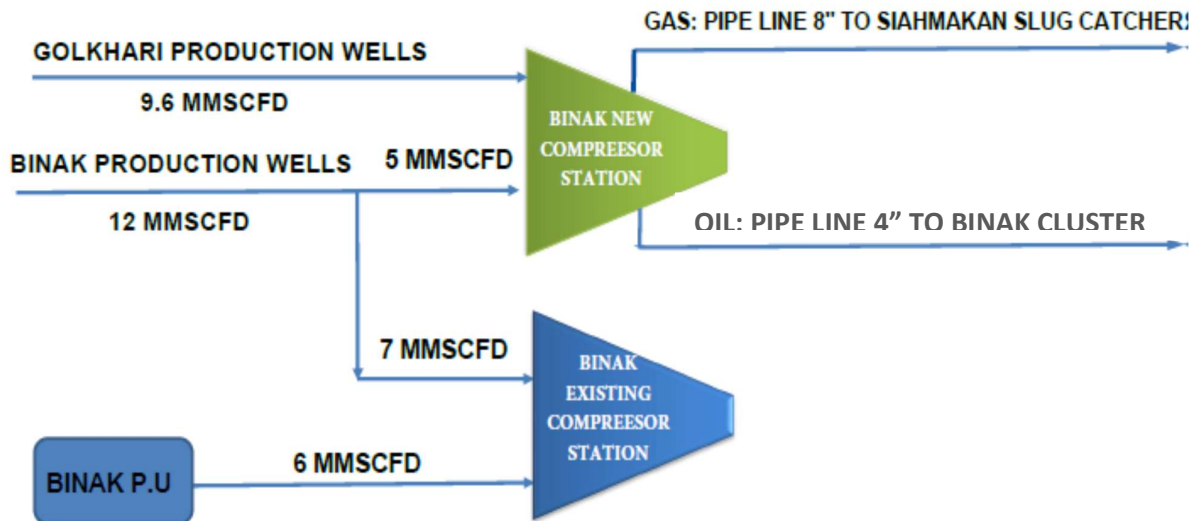 GAS: PIPE LINE 8" TO SIAHMAKAN SLUG CATCHERS
GOLKHARI PRODUCTION WELLS
9.6 MMSCFD
BINAK NEW
COMPREESOR
STATION
BINAK PRODUCTION WELLS
5 MMSCFD
12 MMSCFD
OIL: PIPE LINE 4” TO BINAK CLUSTER
7 MMSCFD
BINAK
EXISTING
COMPREESOR
STATION
BINAK P.U
6 MMSCFD